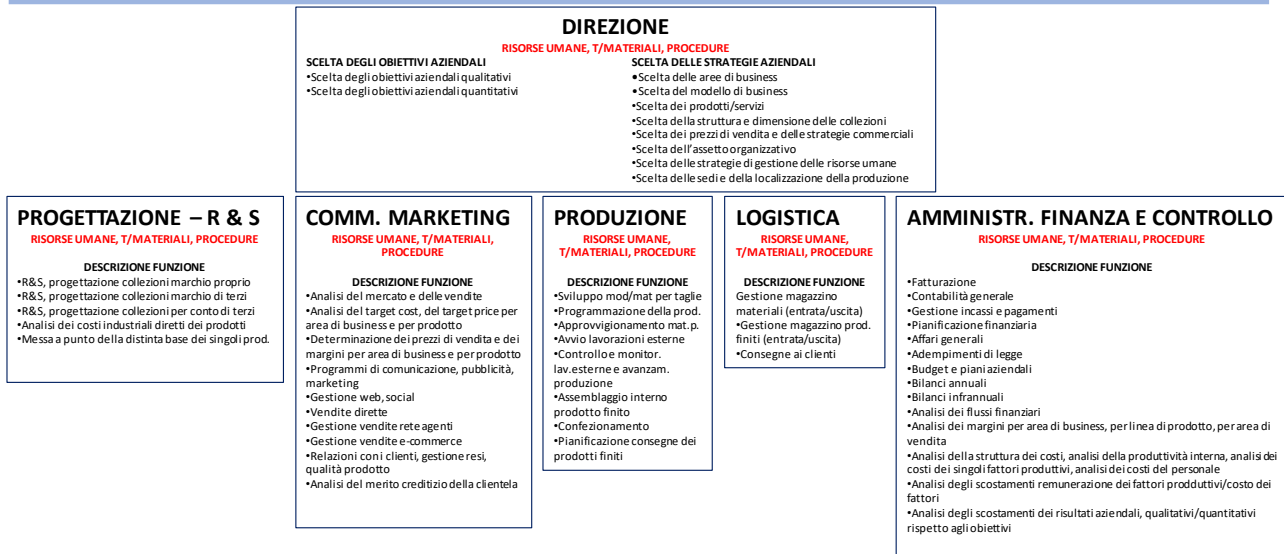 DIREZIONE
RISORSE UMANE, T/MATERIALI, PROCEDURE
SCELTA DEGLI OBIETTIVI AZIENDALI
•Scelta degli obiettivi aziendali qualitativi
•Scelta degli obiettivi aziendali quantitativi
SCELTA DELLE STRATEGIE AZIENDALI
•Scelta delle aree di business
•Scelta del modello di business
•Scelta dei prodotti/servizi
•Scelta della struttura e dimensione delle collezioni
•Scelta dei prezzi di vendita e delle strategie commerciali
•Scelta dell'assetto organizzativo
•Scelta delle strategie di gestione delle risorse umane
•Scelta delle sedi e della localizzazione della produzione
PROGETTAZIONE – R & S
RISORSE UMANE, T/MATERIALI, PROCEDURE
DESCRIZIONE FUNZIONE
•R&S, progettazione collezioni marchio proprio
•R&S, progettazione collezioni marchio di terzi
•R&S, progettazione collezioni per conto di terzi
•Analisi dei costi industriali diretti dei prodotti
•Messa a punto della distinta base dei singoli prod.
COMM. MARKETING
RISORSE UMANE, T/MATERIALI,
PROCEDURE
DESCRIZIONE FUNZIONE
•Analisi del mercato e delle vendite
•Analisi del target cost, del target price per
area di business e per prodotto
•Determinazione dei prezzi di vendita e dei
margini per area di business e per prodotto
•Programmi di comunicazione, pubblicità,
marketing
•Gestione web, social
•Vendite dirette
•Gestione vendite rete agenti
•Gestione vendite e-commerce
•Relazioni con i clienti, gestione resi,
qualità prodotto
•Analisi del merito creditizio della clientela
PRODUZIONE
RISORSE UMANE,
T/MATERIALI, PROCEDURE
DESCRIZIONE FUNZIONE
•Sviluppo mod/mat per taglie
•Programmazione della prod.
•Approvvigionamento mat.p.
•Avvio lavorazioni esterne
•Controllo e monitor.
lav.esterne e avanzam.
produzione
•Assemblaggio interno
prodotto finito
•Confezionamento
•Pianificazione consegne dei
prodotti finiti
LOGISTICA
RISORSE UMANE,
T/MATERIALI, PROCEDURE
DESCRIZIONE FUNZIONE
Gestione magazzino
materiali (entrata/uscita)
•Gestione magazzino prod.
finiti (entrata/uscita)
•Consegne ai clienti
AMMINISTR. FINANZA E CONTROLLO
RISORSE UMANE, T/MATERIALI, PROCEDURE
DESCRIZIONE FUNZIONE
•Fatturazione
•Contabilità generale
•Gestione incassi e pagamenti
•Pianificazione finanziaria
•Affari generali
•Adempimenti di legge
•Budget e piani aziendali
•Bilanci annuali
•Bilanci infrannuali
•Analisi dei flussi finanziari
•Analisi dei margini per area di business, per linea di prodotto, per area di
vendita
•Analisi della struttura dei costi, analisi della produttività interna, analisi dei
costi dei singoli fattori produttivi, analisi dei costi del personale
•Analisi degli scostamenti remunerazione dei fattori prodduttivi/costo dei
fattori
•Analisi degli scostamenti dei risultati aziendali, qualitativi/quantitativi
rispetto agli obiettivi